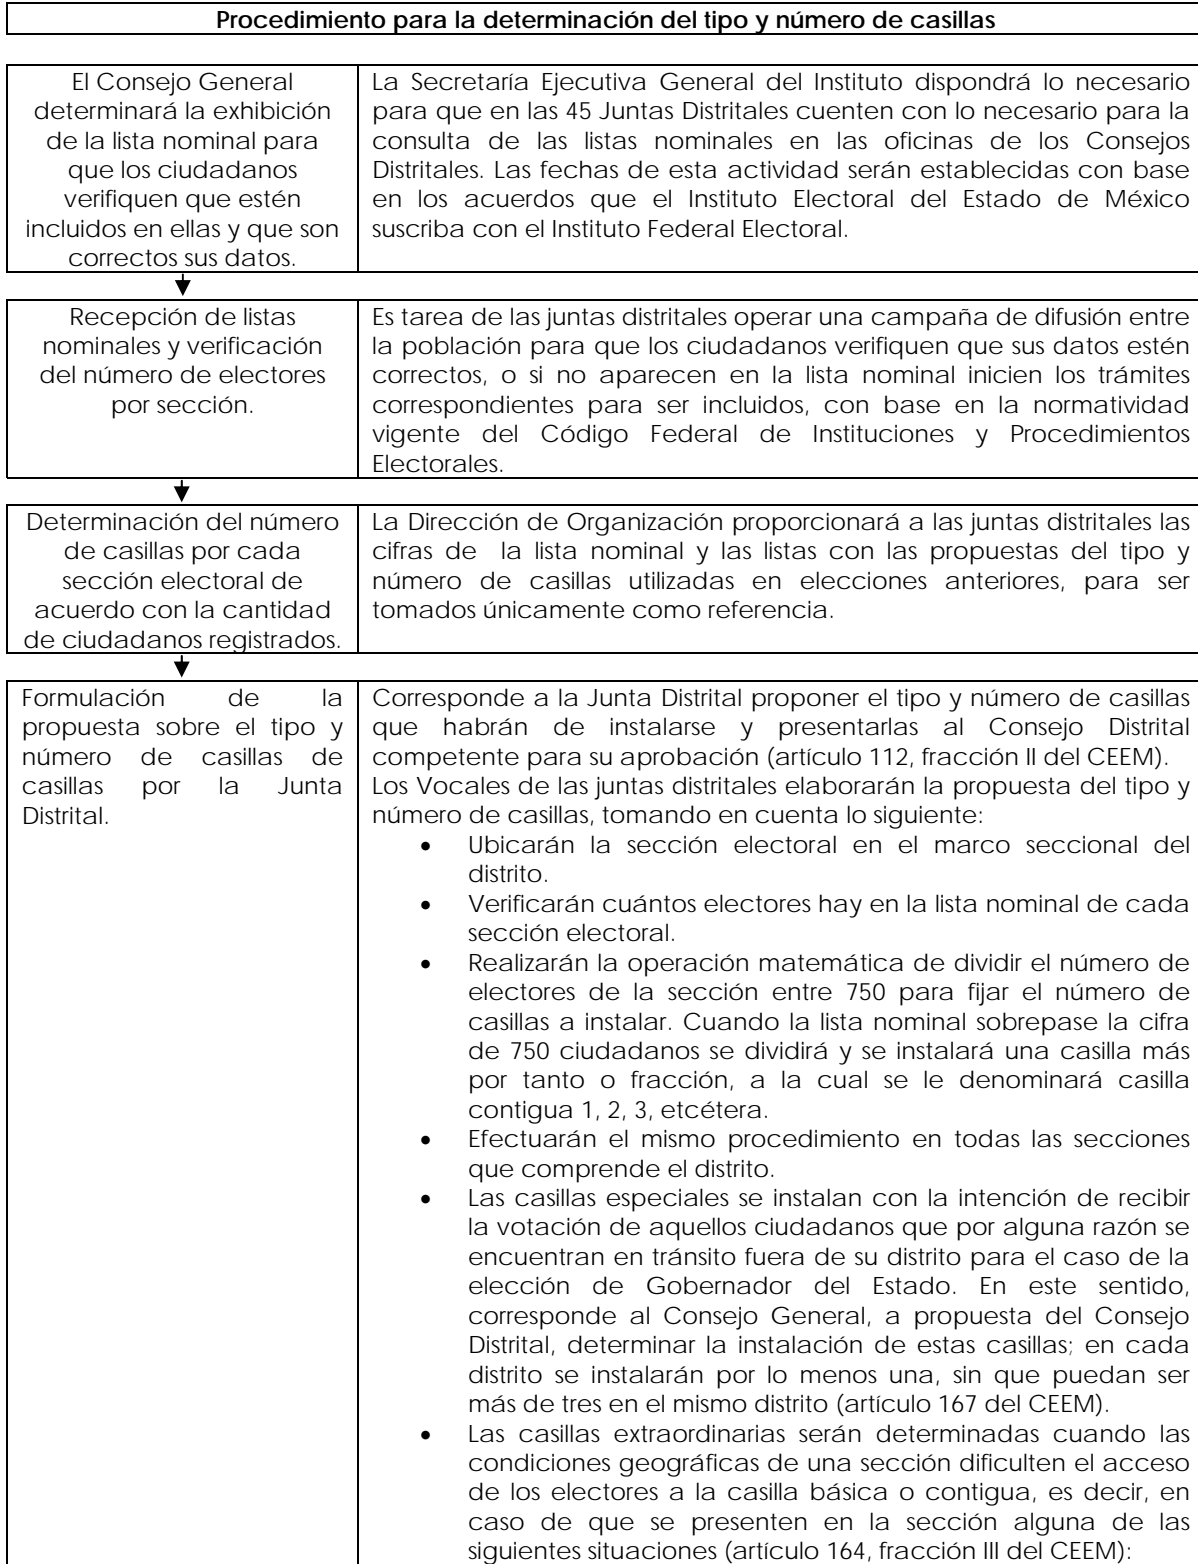 Procedimiento para la determinación del tipo y número de casillas
El Consejo General
determinará la exhibición
de la lista nominal para
que los ciudadanos
verifiquen que estén
incluidos en ellas y que son
correctos sus datos.
La Secretaría Ejecutiva General del Instituto dispondrá lo necesario
para que en las 45 Juntas Distritales cuenten con lo necesario para la
consulta de las listas nominales en las oficinas de los Consejos
Distritales. Las fechas de esta actividad serán establecidas con base
en los acuerdos que el Instituto Electoral del Estado de México
suscriba con el Instituto Federal Electoral.
Recepción de listas
nominales y verificación
del número de electores
por sección.
Es tarea de las juntas distritales operar una campaña de difusión entre
la población para que los ciudadanos verifiquen que sus datos estén
correctos, o si no aparecen en la lista nominal inicien los trámites
correspondientes para ser incluidos, con base en la normatividad
vigente del Código Federal de Instituciones y Procedimientos
Electorales.
Determinación del número
de casillas por cada
sección electoral de
acuerdo con la cantidad
de ciudadanos registrados.
La Dirección de Organización proporcionará a las juntas distritales las
cifras de la lista nominal y las listas con las propuestas del tipo y
número de casillas utilizadas en elecciones anteriores, para ser
tomados únicamente como referencia.
Formulación de la
propuesta sobre el tipo y
número de casillas de
casillas por la Junta
Distrital.
Corresponde a la Junta Distrital proponer el tipo y número de casillas
que habrán de instalarse y presentarlas al Consejo Distrital
competente para su aprobación (artículo 112, fracción II del CEEM).
Los Vocales de las juntas distritales elaborarán la propuesta del tipo y
número de casillas, tomando en cuenta lo siguiente:
• Ubicarán la sección electoral en el marco seccional del
distrito.
• Verificarán cuántos electores hay en la lista nominal de cada
sección electoral.
• Realizarán la operación matemática de dividir el número de
electores de la sección entre 750 para fijar el número de
casillas a instalar. Cuando la lista nominal sobrepase la cifra
de 750 ciudadanos se dividirá y se instalará una casilla más
por tanto o fracción, a la cual se le denominará casilla
contigua 1, 2, 3, etcétera.
• Efectuarán el mismo procedimiento en todas las secciones
que comprende el distrito.
• Las casillas especiales se instalan con la intención de recibir
la votación de aquellos ciudadanos que por alguna razón se
encuentran en tránsito fuera de su distrito para el caso de la
elección de Gobernador del Estado. En este sentido,
corresponde al Consejo General, a propuesta del Consejo
Distrital, determinar la instalación de estas casillas; en cada
distrito se instalarán por lo menos una, sin que puedan ser
más de tres en el mismo distrito (artículo 167 del CEEM).
• Las casillas extraordinarias serán determinadas cuando las
condiciones geográficas de una sección dificulten el acceso
de los electores a la casilla básica o contigua, es decir, en
caso de que se presenten en la sección alguna de las
siguientes situaciones (artículo 164, fracción III del CEEM):